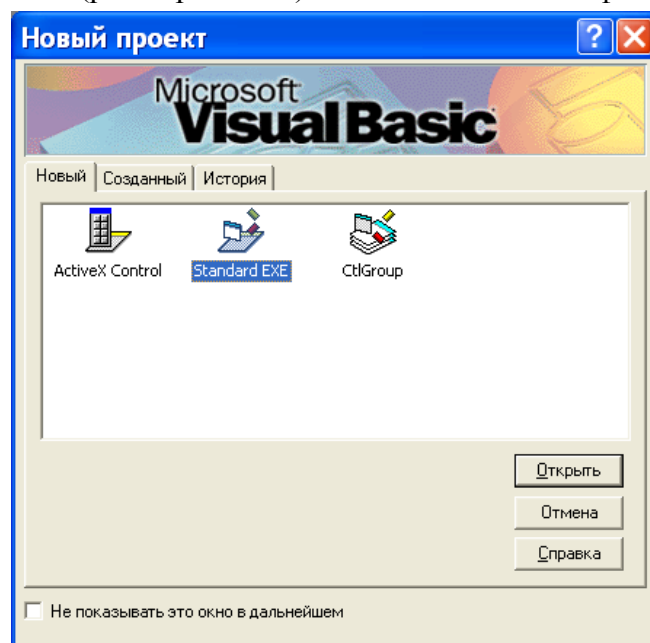 Новый проект
Microsoft
Visual Basic
Новый Созданный История
ActiveX Control Standard EXE CtlGroup
Открыть
Отмена
Справка
Не показывать это окно в дальнейшем